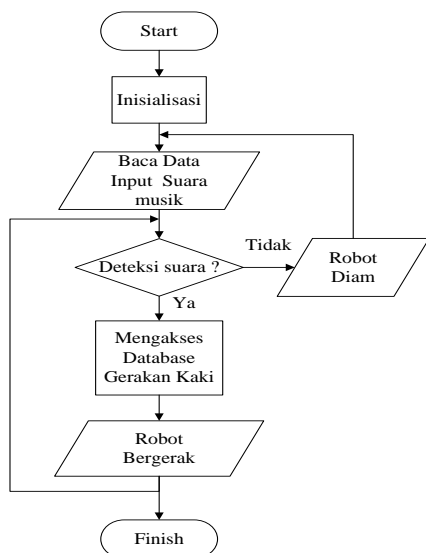 Start
Inisialisasi
Baca Data
Input Suara
musik
Deteksi suara ?
Tidak
Robot
Diam
Ya
Mengakses
Database
Gerakan Kaki
Robot
Bergerak
Finish